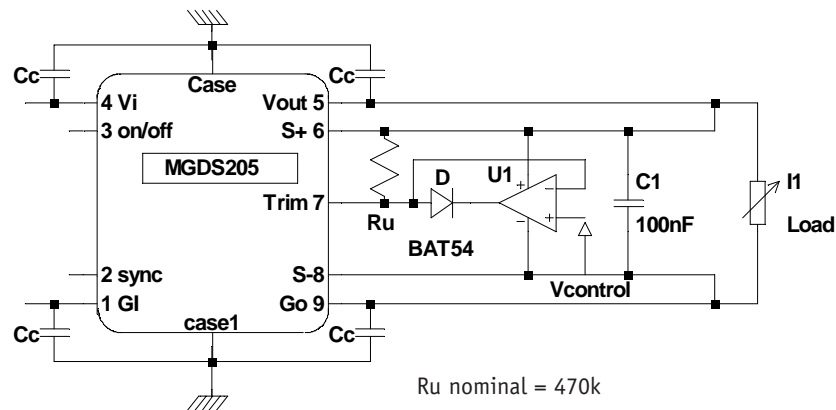 Cc
Cc
Case
4 Vi
Vout 5
3 on/off
S+ 6
MGDS205
D
U1
+
-
-
+
C1
I1
Trim 7
Ru
100nF
Load
BAT54
2 sync
S-8
Vcontrol
1 GI
Go 9
case1
Cc
Cc
Ru nominal = 470k